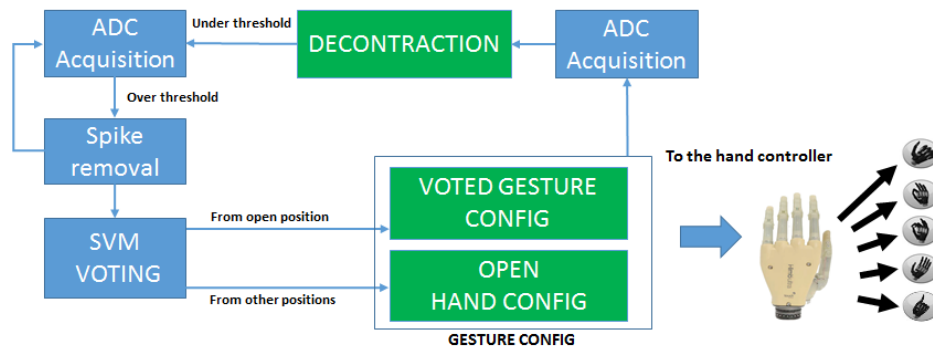 ADC
Acquisition
Under threshold
DECONTRACTION
ADC
Acquisition
Over threshold
Spike
removal
To the hand controller
VOTED GESTURE
CONFIG
From open position
SVM
VOTING
OPEN
HAND CONFIG
From other positions
GESTURE CONFIG